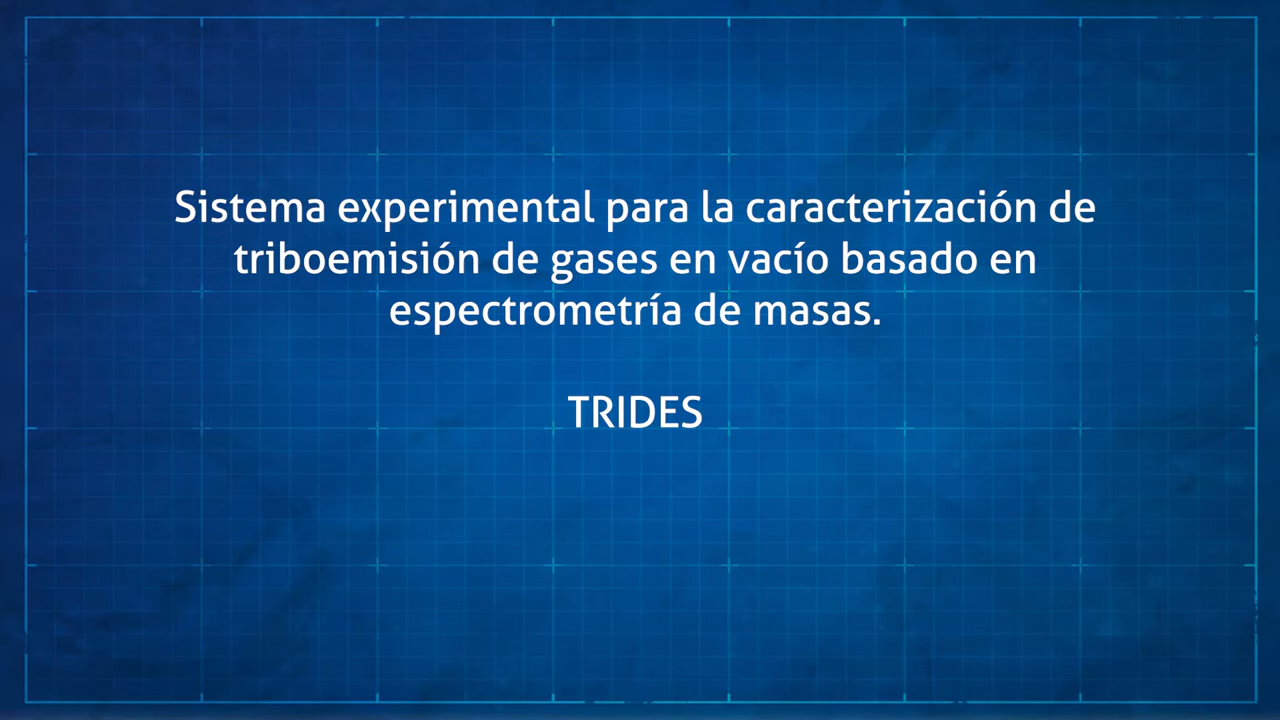 Sistema experimental para la caracterización de
triboemisión de gases en vacío basado en
espectrometría de masas.
TRIDES